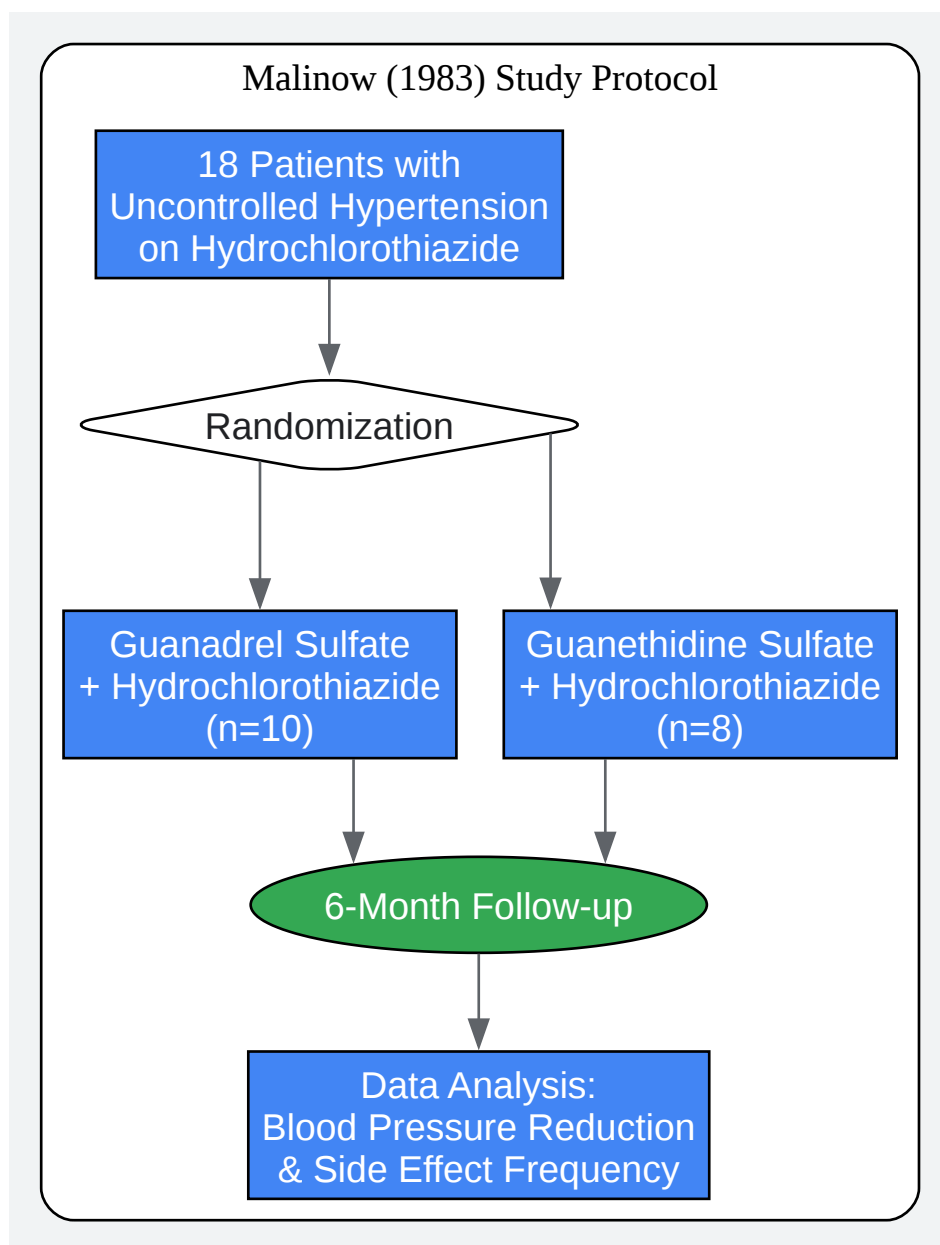 Malinow (1983) Study Protocol
18 Patients with
Uncontrolled Hypertension
on Hydrochlorothiazide
Randomization
Guanadrel Sulfate
+ Hydrochlorothiazide
(n=10)
Guanethidine Sulfate
+ Hydrochlorothiazide
(n=8)
6-Month Follow-up
Data Analysis:
Blood Pressure Reduction
& Side Effect Frequency